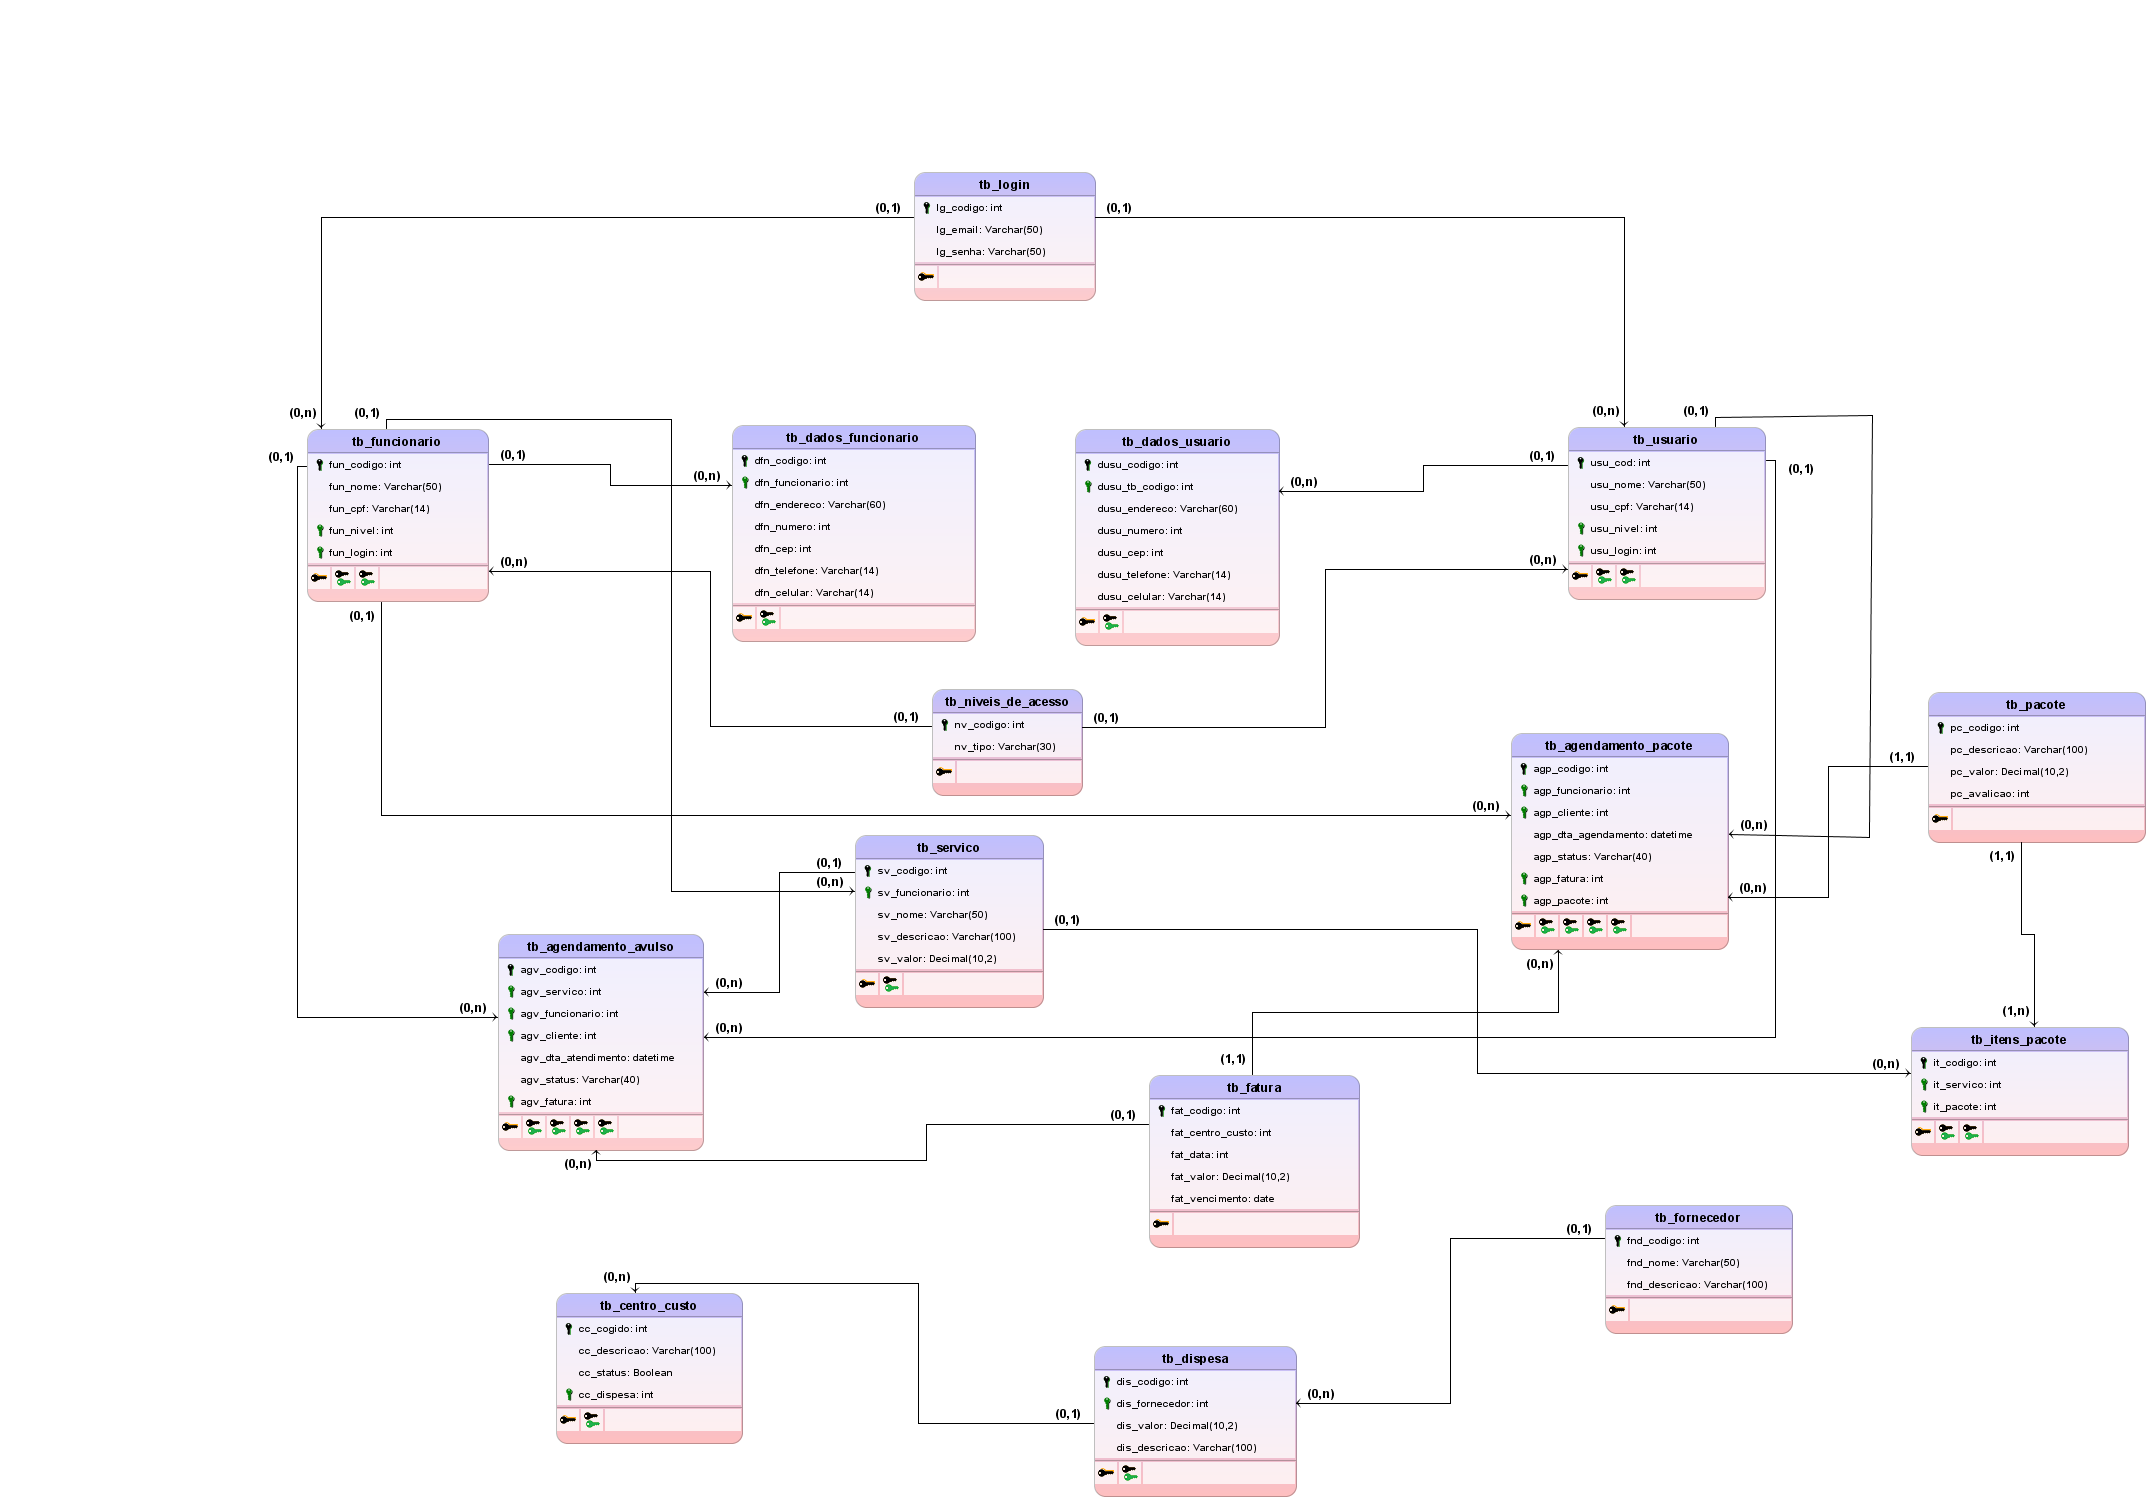 tb_login
lg_codigo: int
lg_email: Varchar(50)
lg_senha: Varchar(50)
(0,1)
(0,1)
(0,n)
(0,1)
(0,n)
(0,1)
tb_funcionario
fun_codigo: int
fun_nome: Varchar(50)
fun_cpf: Varchar(14)
fun_nivel: int
fun_login: int
(0,1)
(0,1)
(0,n)
(0,n)
(0,1)
tb_dados_funcionario
dfn_codigo: int
dfn_funcionario: int
dfn_endereco: Varchar(60)
dfn_numero: int
dfn_cep: int
dfn_telefone: Varchar(14)
dfn_celular: Varchar(14)
tb_dados_usuario
dusu_codigo: int
dusu_tb_codigo: int
dusu_endereco: Varchar(60)
dusu_numero: int
dusu_cep: int
dusu_telefone: Varchar(14)
dusu_celular: Varchar(14)
(0,n)
(0,1)
(0,n)
tb_usuario
usu_cod: int
usu_nome: Varchar(50)
usu_cpf: Varchar(14)
usu_nivel: int
usu_login: int
(0,1)
tb_niveis_de_acesso
nv_codigo: int
nv_tipo: Varchar(30)
(0,1)
(0,1)
tb_agendamento_pacote
agp_codigo: int
agp_funcionario: int
agp_cliente: int
agp_dta_agendamento: datetime
agp_status: Varchar(40)
agp_fatura: int
agp_pacote: int
(0,n)
(0,n)
(0,n)
(0,n)
tb_pacote
pc_codigo: int
pc_descricao: Varchar(100)
pc_valor: Decimal(10,2)
pc_avalicao: int
(1,1)
(1,1)
tb_servico
sv_codigo: int
sv_funcionario: int
sv_nome: Varchar(50)
sv_descricao: Varchar(100)
sv_valor: Decimal(10,2)
(0,1)
(0,n)
(0,1)
tb_agendamento_avulso
agv_codigo: int
agv_servico: int
agv_funcionario: int
agv_cliente: int
agv_dta_atendimento: datetime
agv_status: Varchar(40)
agv_fatura: int
(0,n)
(0,n)
(0,n)
(0,n)
(1,n)
(0,n)
tb_itens_pacote
it_codigo: int
it_servico: int
it_pacote: int
(1,1)
(0,1)
tb_fatura
fat_codigo: int
fat_centro_custo: int
fat_data: int
fat_valor: Decimal(10,2)
fat_vencimento: date
tb_fornecedor
fnd_codigo: int
fnd_nome: Varchar(50)
fnd_descricao: Varchar(100)
(0,1)
(0,n)
tb_centro_custo
cc_cogido: int
cc_descricao: Varchar(100)
cc_status: Boolean
cc_dispesa: int
tb_dispesa
dis_codigo: int
dis_fornecedor: int
dis_valor: Decimal(10,2)
dis_descricao: Varchar(100)
(0,1)
(0,n)